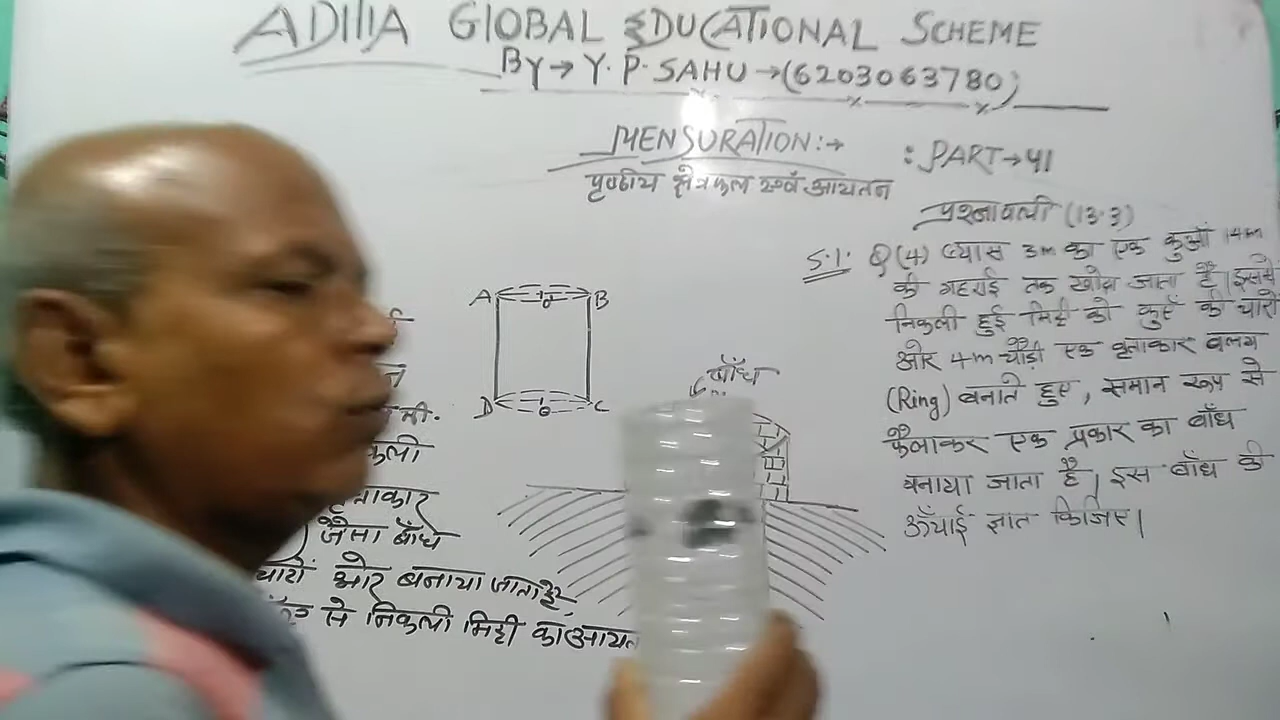 ADITIA GLOBAL EDUCATIONAL SCHEME
BY→Y.P.SAHU→(6203063780)
MENSURATION:→
:PART→41
पृष्ठीय क्षेत्रफल एवं आयतन
प्रश्नावली (13.3)
S.1. Q(4) व्यास 3m का एक कुआँ 14m
की गहराई तक खोदा जाता है। इससे
निकली हुई मिट्टी को कुएँ की चारो
ओर 4m चौड़ी एक वृताकार वलय
(Ring) बनाते हुए, समान रूप से
फैलाकर एक प्रकार का बाँध
बनाया जाता है। इस बाँध की
ऊँचाई ज्ञात किजिए।
A B
D C
बाँध
जैसा बाँध
चारों ओर बनाया जाता है,
से निकली मिट्टी का आयत